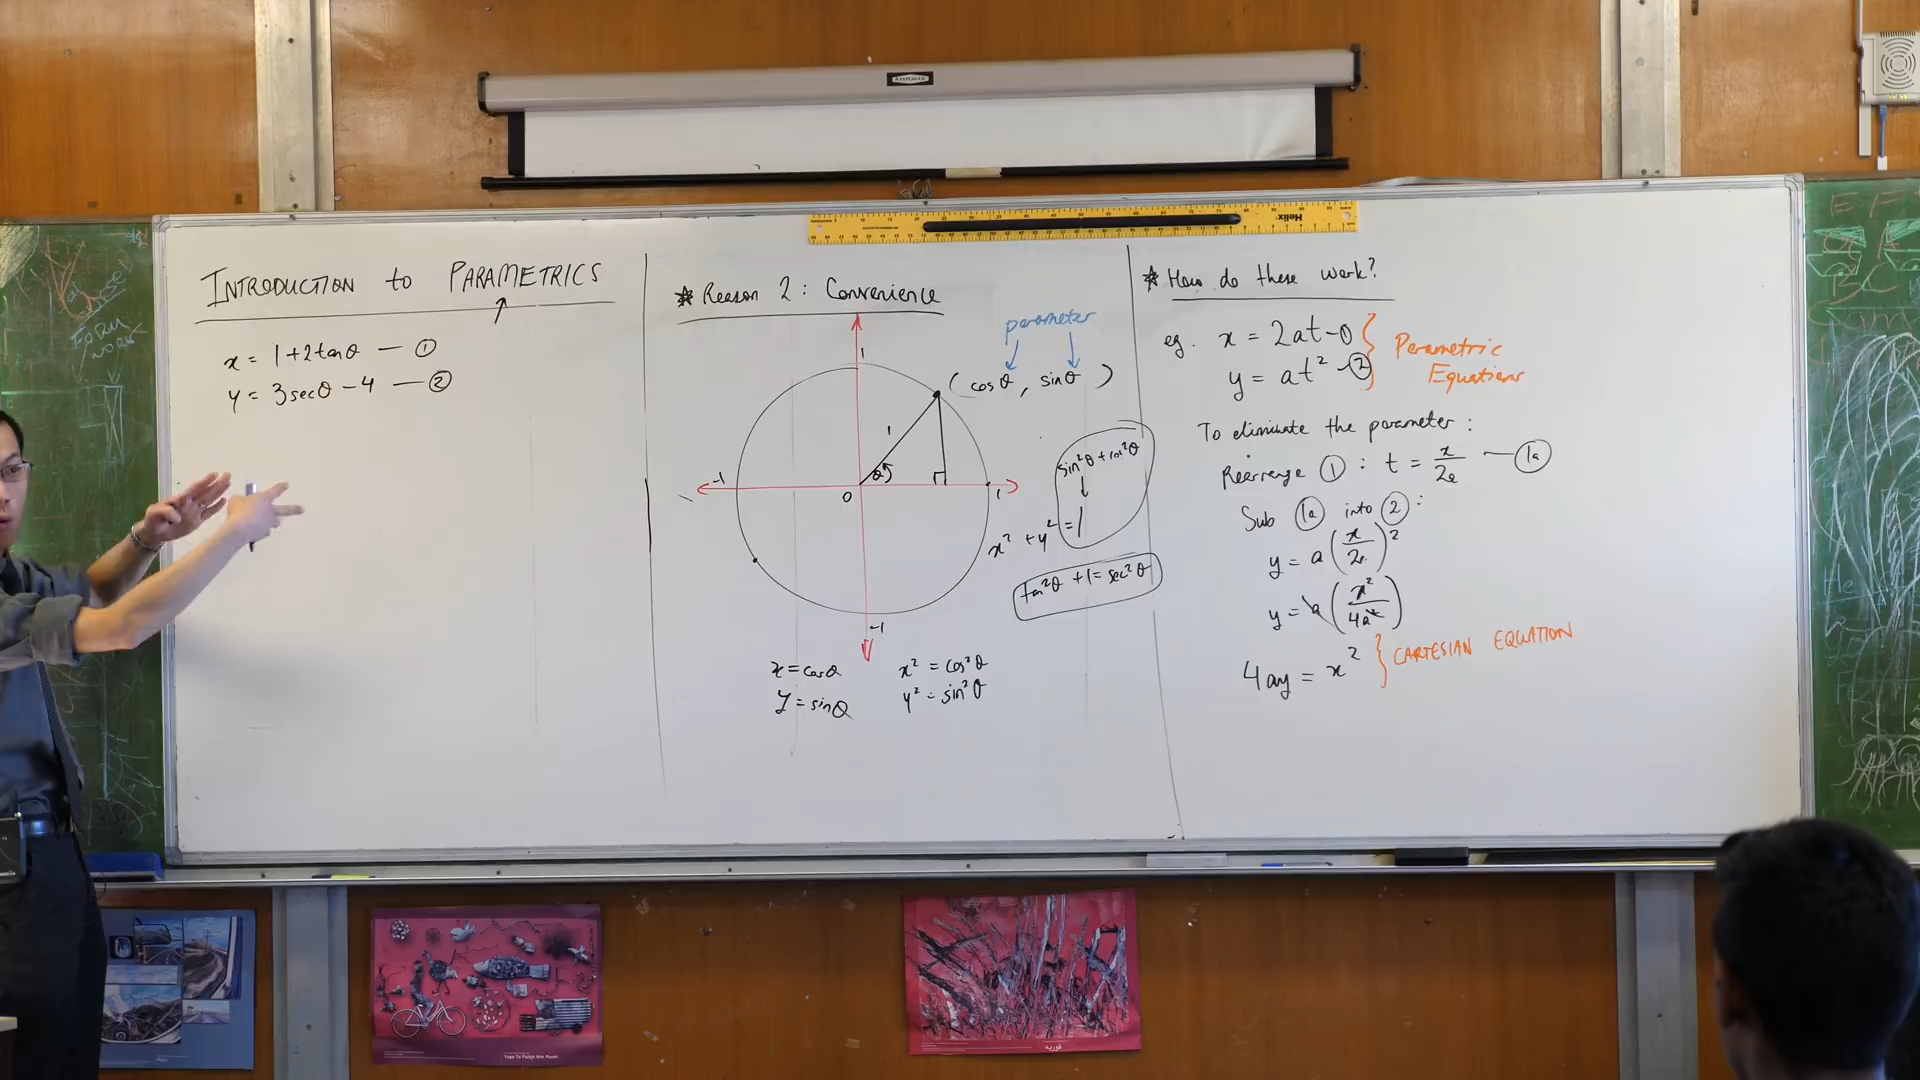 INTRODUCTION to PARAMETRICS
x = 1 + 2tanθ — ①
y = 3secθ − 4 — ②
* Reason 2: Convenience
parameter
(cosθ, sinθ)
1
1
θ
-1
0
1
-1
sin²θ + cos²θ
x² + y² = 1
tan²θ + 1 = sec²θ
x = cosθ
y = sinθ
x² = cos²θ
y² = sin²θ
* How do these work?
eg. x = 2at − ①
y = at² − ②
Parametric
Equations
To eliminate the parameter:
Rearrange ①: t = x/2a — 1a
Sub 1a into ②:
y = a(x/2a)²
y = a(x²/4a²)
4ay = x²
CARTESIAN EQUATION
Helix
FORM
WORK